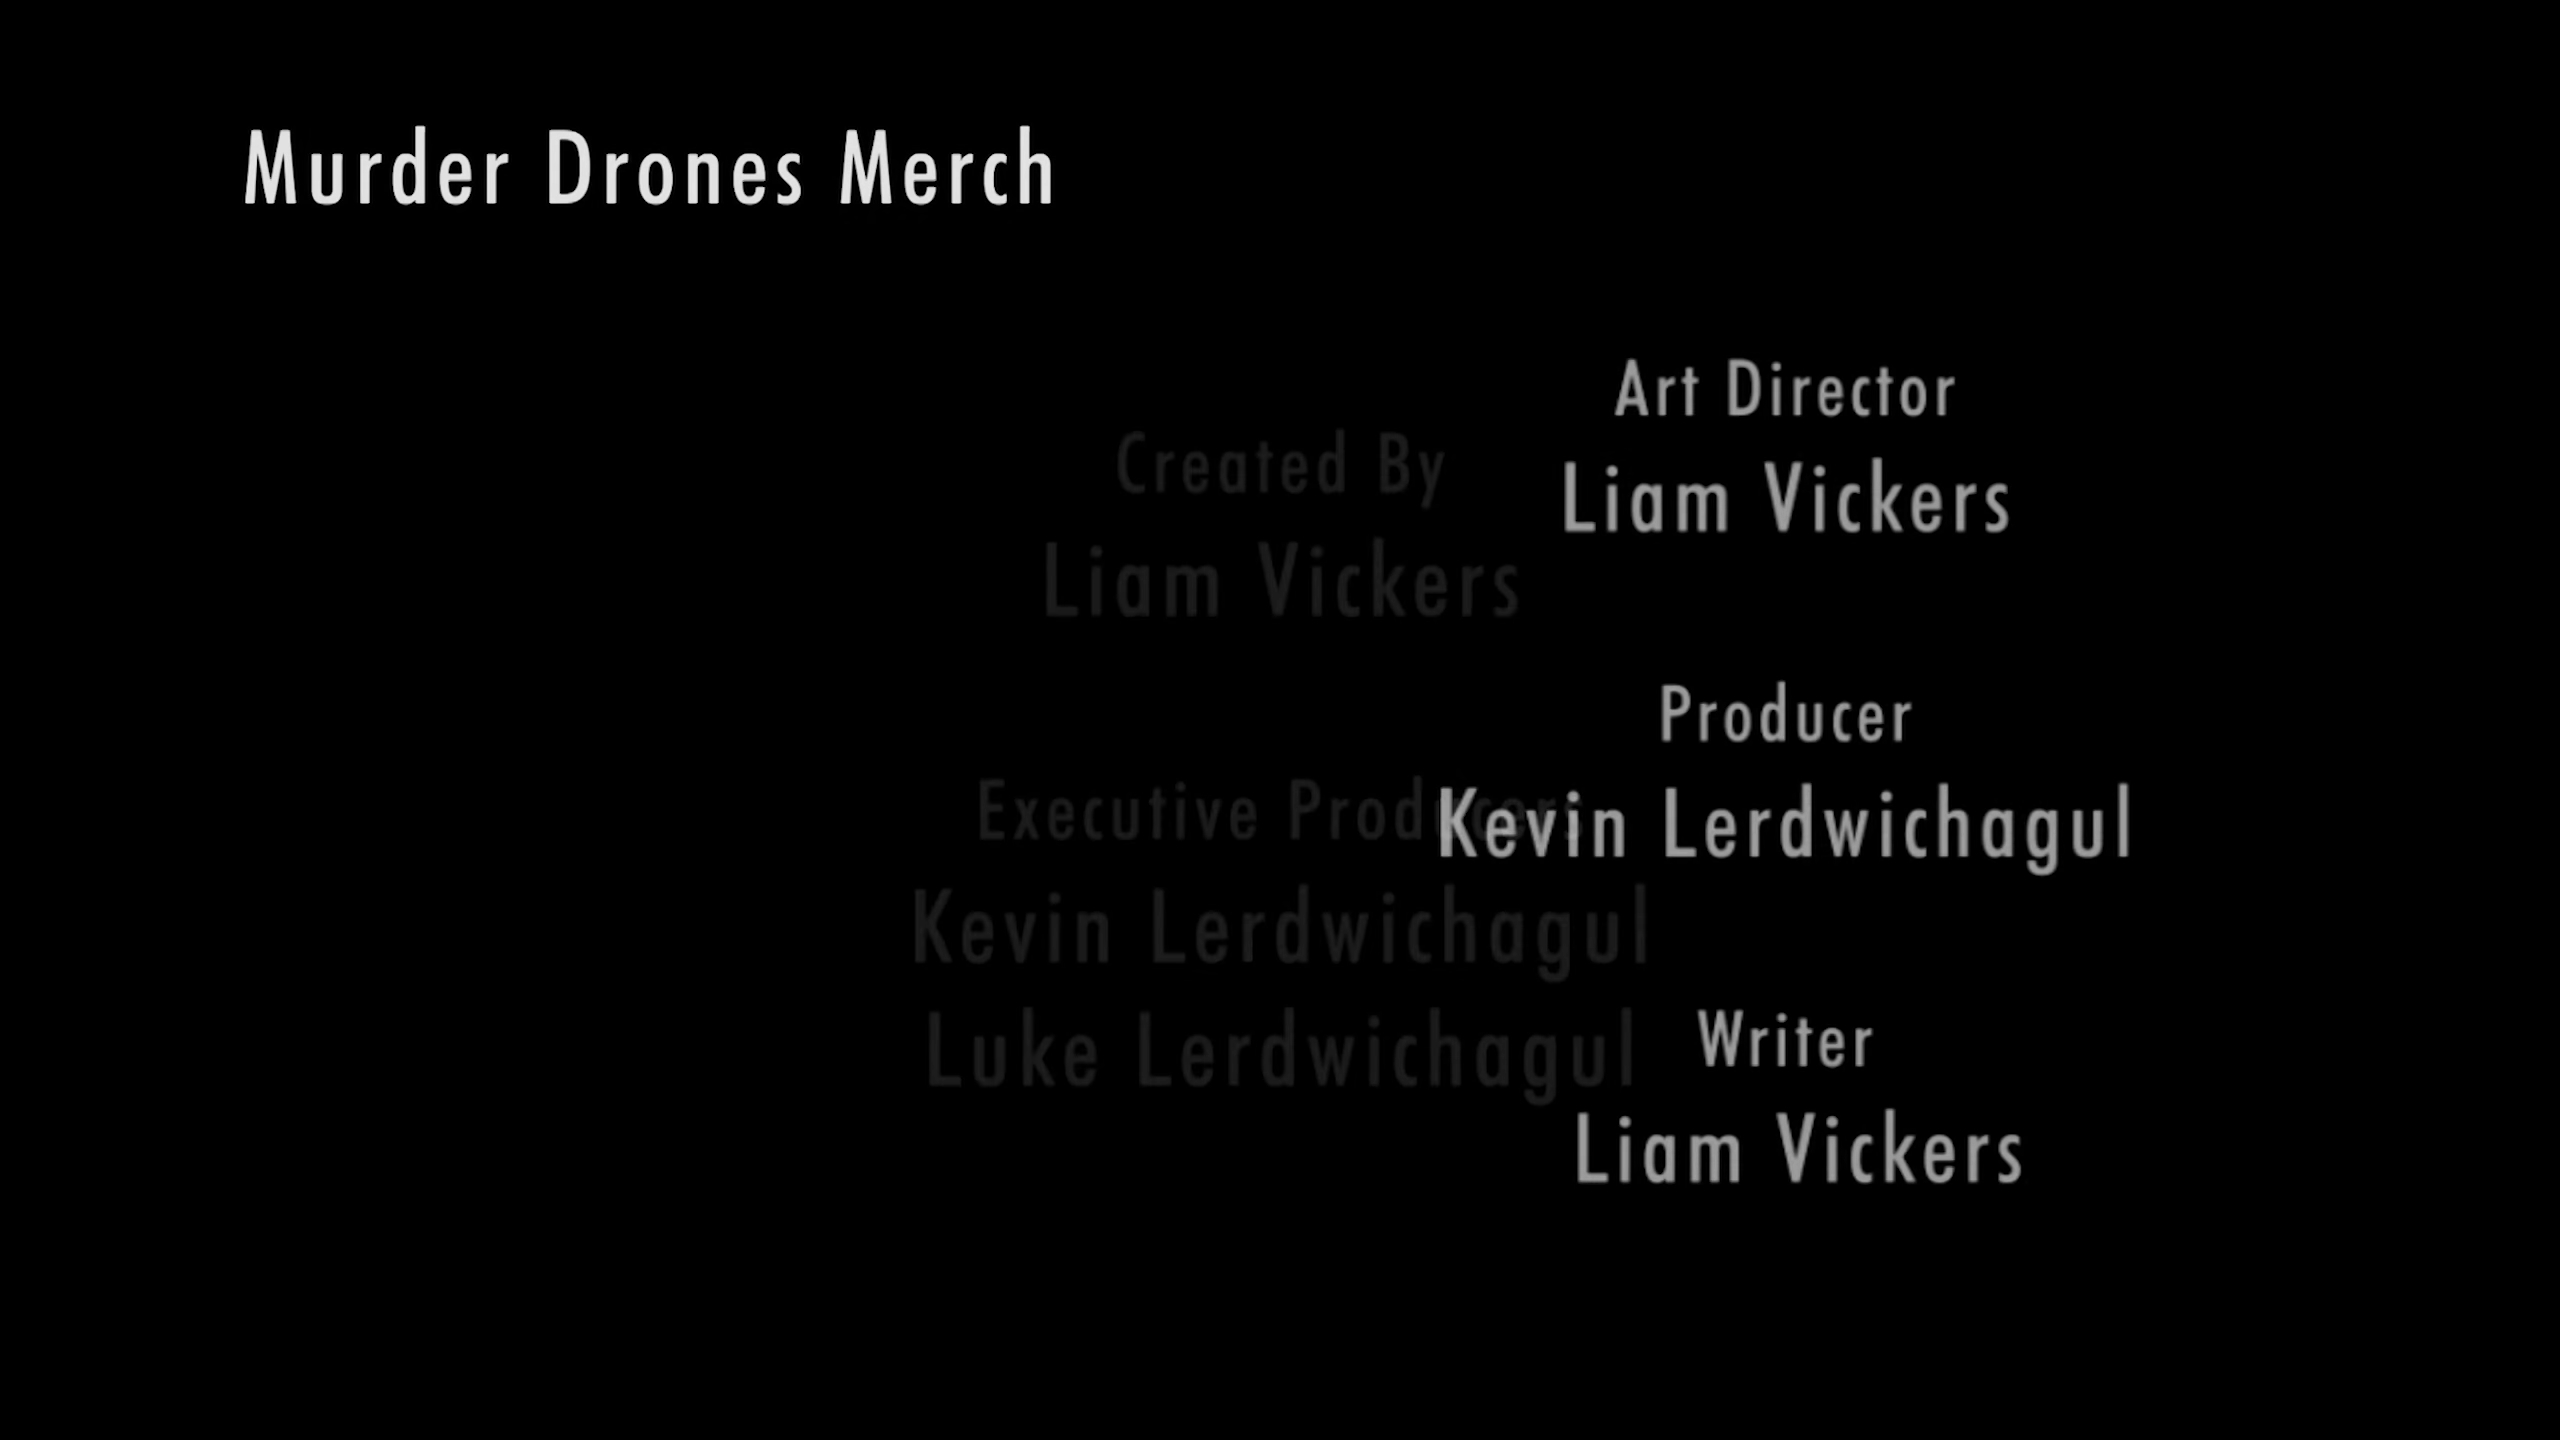 Murder Drones Merch
Created By
Liam Vickers
Executive Producers
Kevin Lerdwichagul
Luke Lerdwichagul
Art Director
Liam Vickers
Producer
Kevin Lerdwichagul
Writer
Liam Vickers